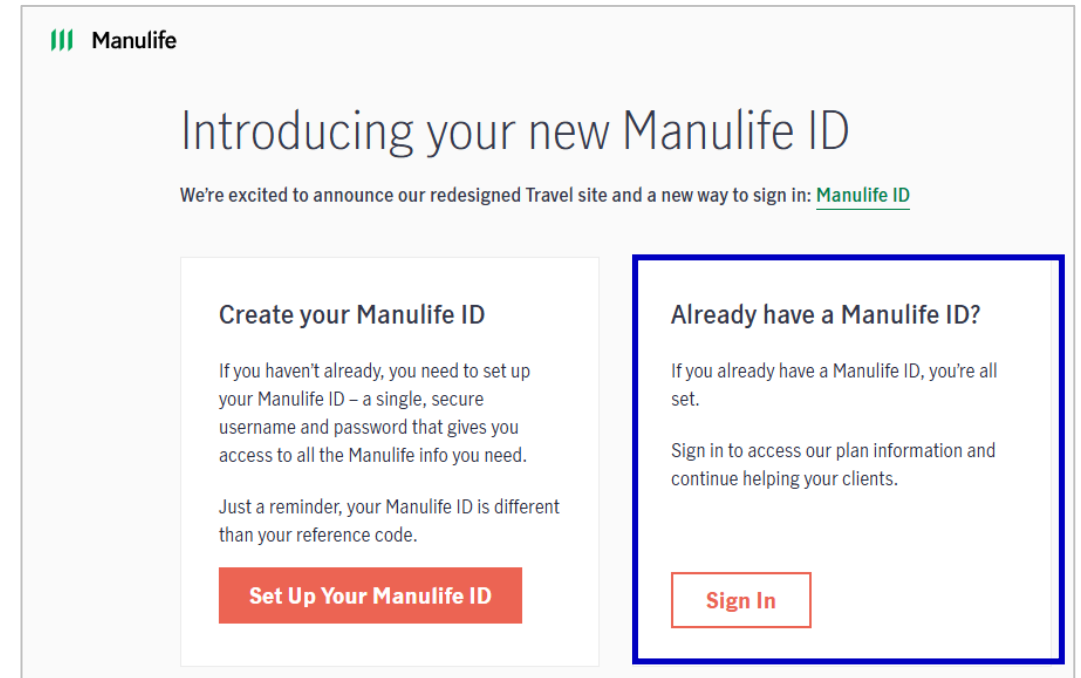 Manulife
Introducing your new Manulife ID
We're excited to announce our redesigned Travel site and a new way to sign in: Manulife ID
Create your Manulife ID
If you haven't already, you need to set up
your Manulife ID – a single, secure
username and password that gives you
access to all the Manulife info you need.
Just a reminder, your Manulife ID is different
than your reference code.
Set Up Your Manulife ID
Already have a Manulife ID?
If you already have a Manulife ID, you're all
set.
Sign in to access our plan information and
continue helping your clients.
Sign In